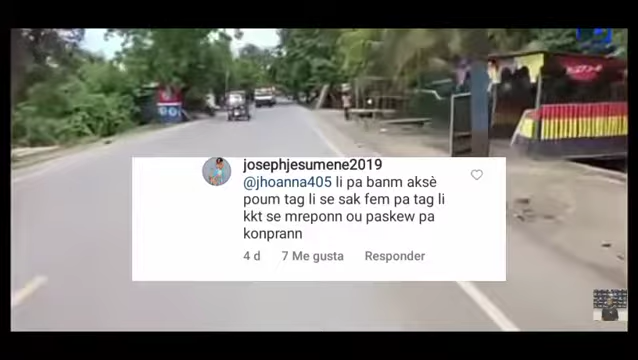 josephjesumene2019
@jhoanna405 li pa banm aksè
poum tag li se sak fem pa tag li
kkt se mreponn ou paskew pa
konprann
4 d 7 Me gusta Responder